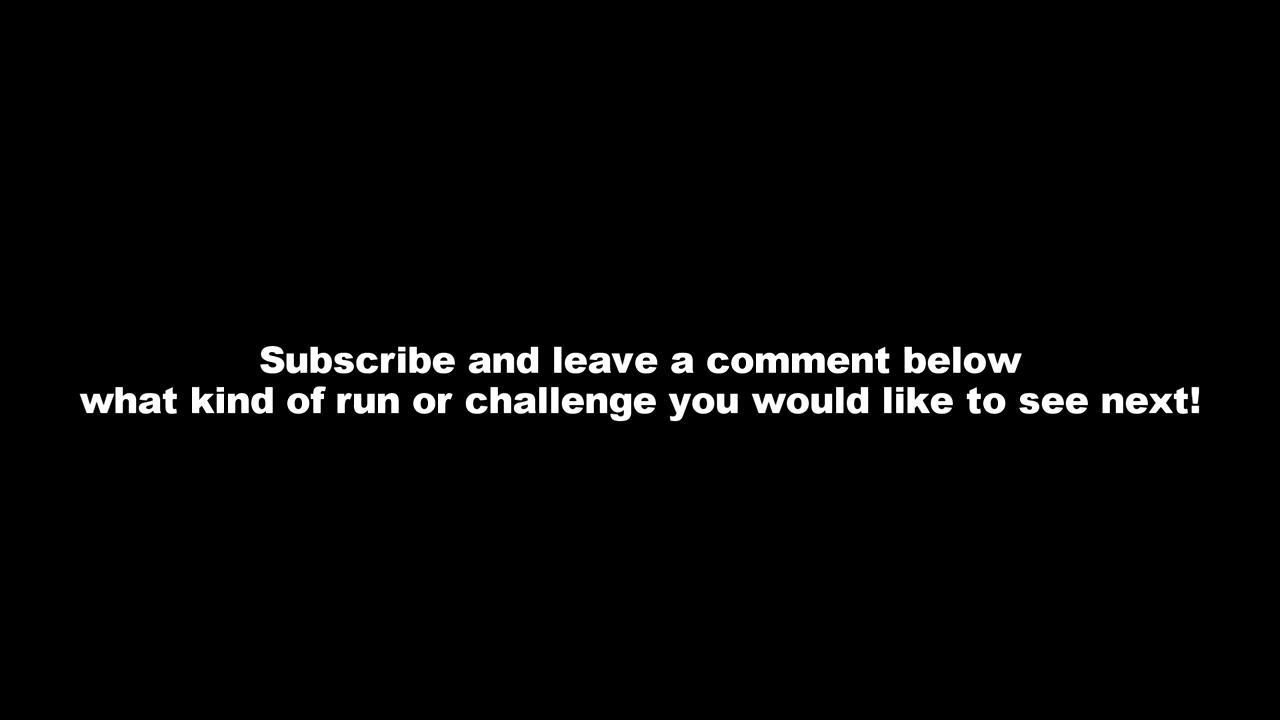 Subscribe and leave a comment below
what kind of run or challenge you would like to see next!